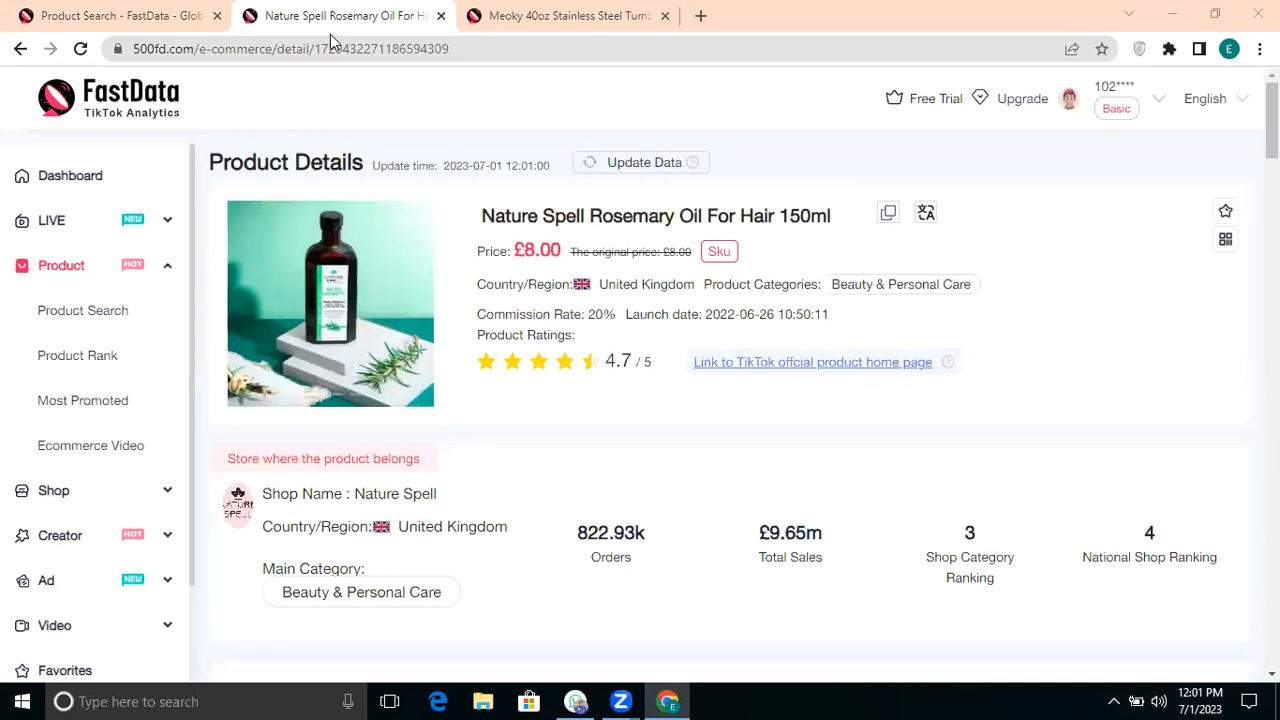 Product Search - FastData - Glob
Nature Spell Rosemary Oil For Ha
Meoky 40oz Stainless Steel Tumb
500fd.com/e-commerce/detail/1729432271186594309
E
FastData
TikTok Analytics
Free Trial
Upgrade
102****
Basic
English
Dashboard
LIVE
NEW
Product
HOT
Product Search
Product Rank
Most Promoted
Ecommerce Video
Shop
Creator
HOT
Ad
NEW
Video
Favorites
Product Details
Update time: 2023-07-01 12:01:00
Update Data
Nature Spell Rosemary Oil For Hair 150ml
Price: £8.00 The original price: £8.00 Sku
Country/Region: United Kingdom Product Categories: Beauty & Personal Care
Commission Rate: 20% Launch date: 2022-06-26 10:50:11
Product Ratings:
4.7 / 5
Link to TikTok offcial product home page
Store where the product belongs
NATURE
SPELL
Shop Name : Nature Spell
Country/Region: United Kingdom
Main Category:
Beauty & Personal Care
822.93k
Orders
£9.65m
Total Sales
3
Shop Category
Ranking
4
National Shop Ranking
Type here to search
12:01 PM
7/1/2023